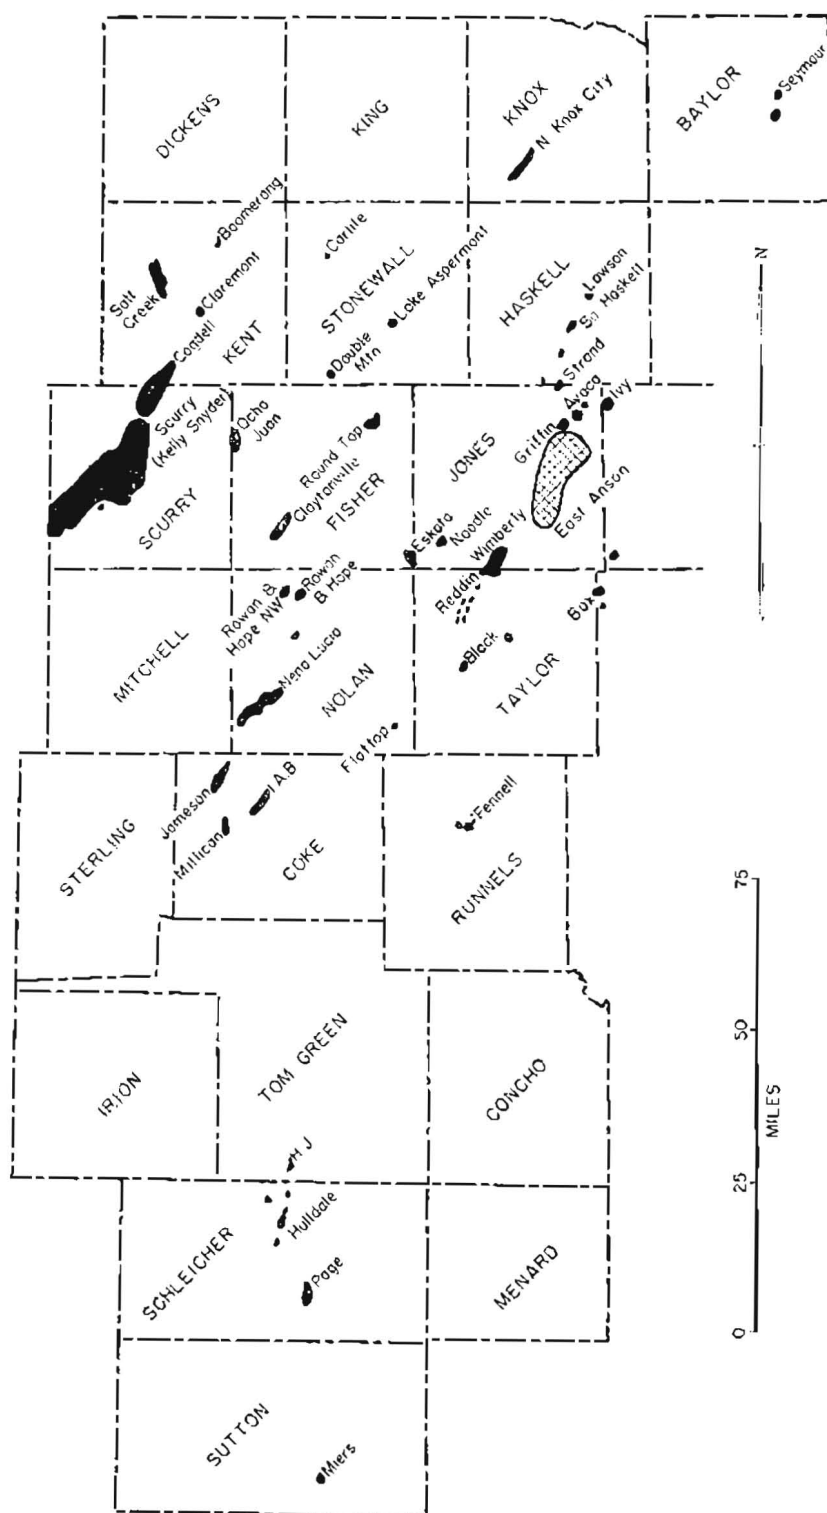 DICKENS
KING
KNOX
N Knox City
BAYLOR
Seymour
Boomerang
Salt
Creek
Claremont
Cogdell
KENT
Carlile
STONEWALL
Lake Aspermont
Double
Mtn
HASKELL
Lawson
So Haskell
Strand
N
Scurry
(Kelly Snyder)
SCURRY
Ocho
Juan
Round Top
Claytonville
FISHER
JONES
Avoca
Ivy
Griffin
East Anson
Eskota
Noodle
Wimberly
MITCHELL
Rowan &
Hope NW
Rowan
& Hope
Nena Lucia
NOLAN
Flattop
Reddin
Block
Box
TAYLOR
STERLING
Jameson
I.A.B
Millican
COKE
Fennell
RUNNELS
IRION
TOM GREEN
CONCHO
H J
SCHLEICHER
Hulldale
Page
MENARD
SUTTON
Miers
0
25
50
75
MILES